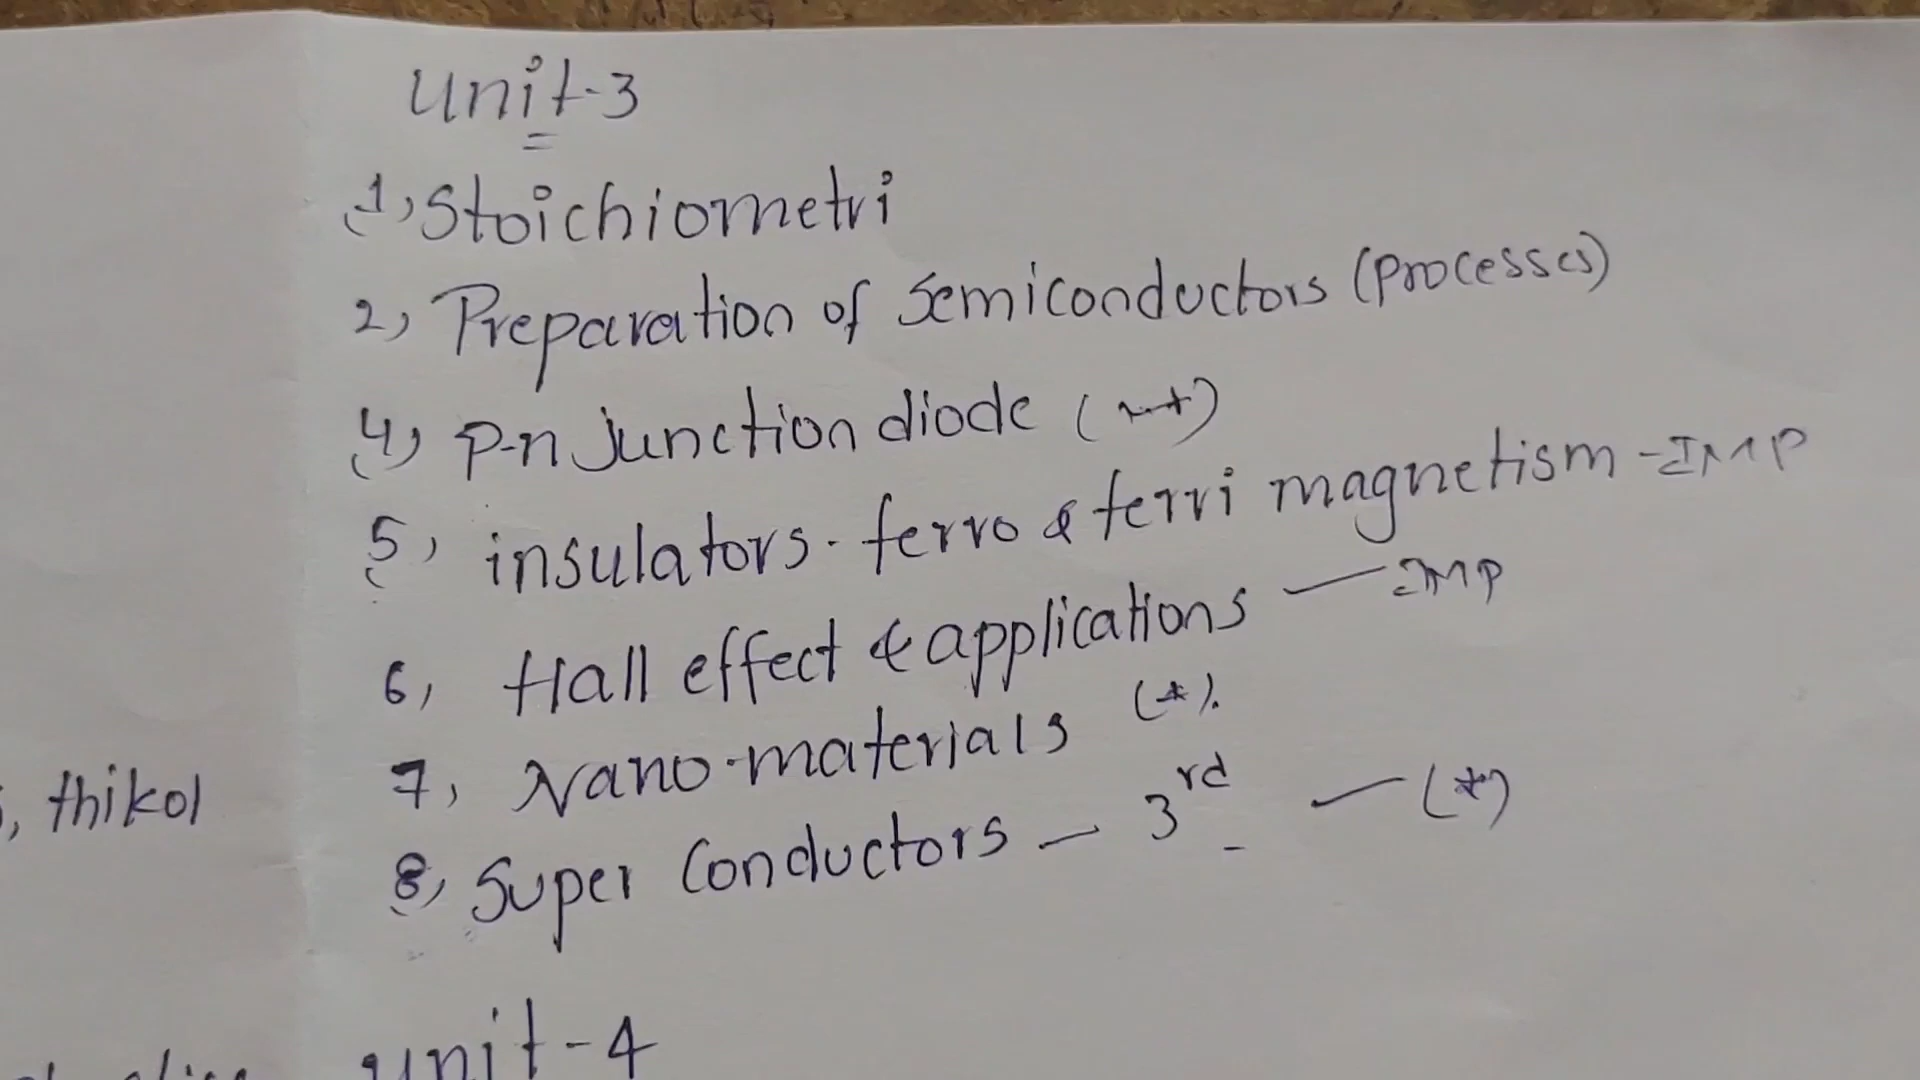 Unit-3
1, Stoichiometri
2, Preparation of Semiconductors (processes)
4, P-n Junction diode (**)
5, insulators - ferro & ferri magnetism - IMP
6, Hall effect & applications — IMP
7, Nano-materials (*).
8, Super Conductors — 3rd — (*)
, thikol
unit-4